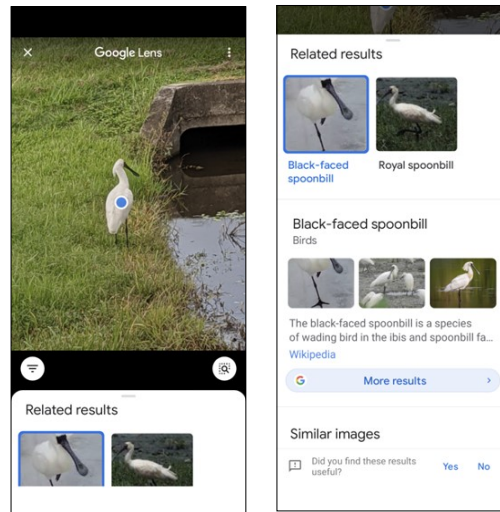 Google Lens
Related results
Related results
Black-faced
spoonbill
Royal spoonbill
Black-faced spoonbill
Birds
The black-faced spoonbill is a species
of wading bird in the ibis and spoonbill fa...
Wikipedia
G
More results
Similar images
Did you find these results
useful?
Yes
No